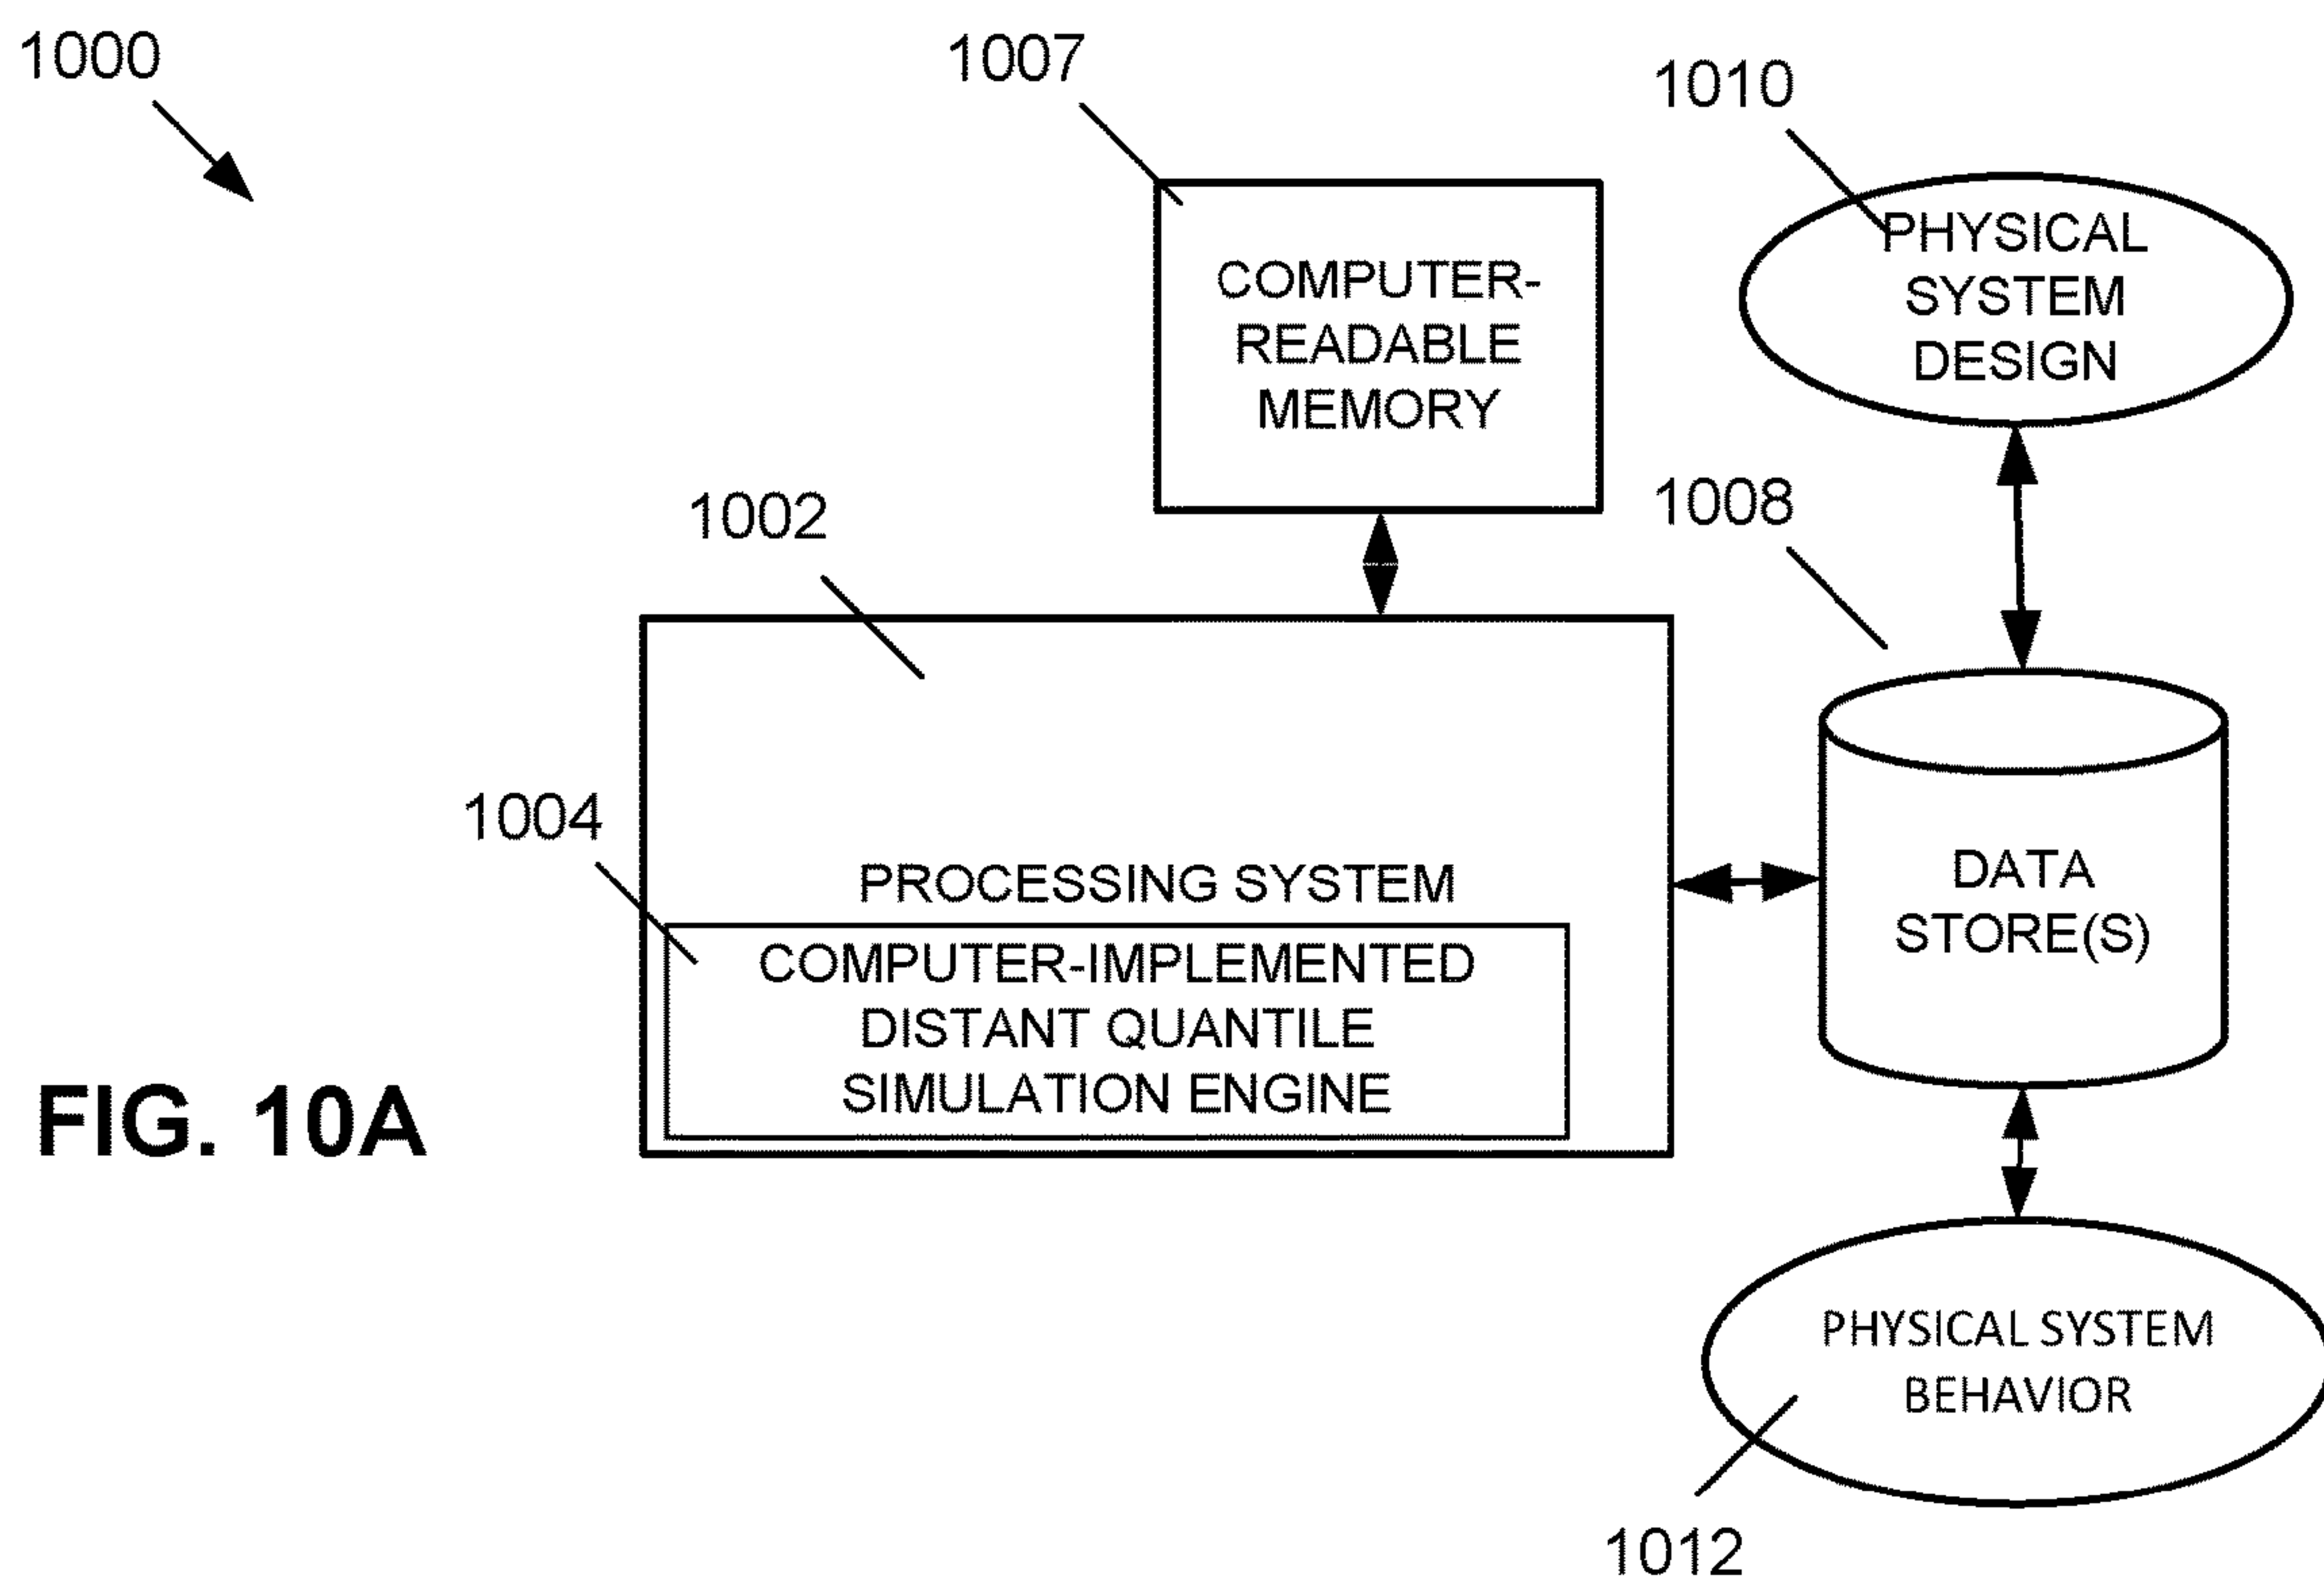 1000
1007
1010
COMPUTER-
READABLE
MEMORY
PHYSICAL
SYSTEM
DESIGN
1002
1008
1004
PROCESSING SYSTEM
COMPUTER-IMPLEMENTED
DISTANT QUANTILE
SIMULATION ENGINE
DATA
STORE(S)
FIG. 10A
PHYSICAL SYSTEM
BEHAVIOR
1012